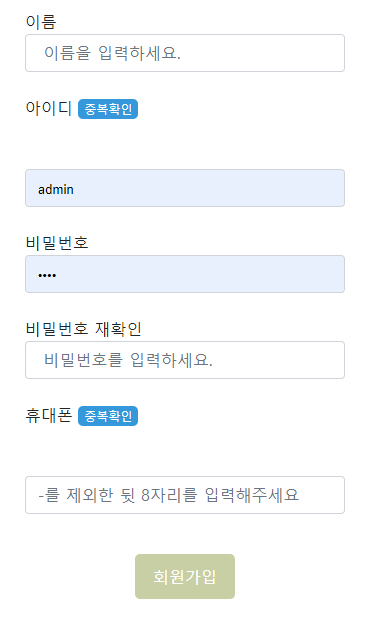 이름
이름을 입력하세요.
아이디 중복확인
admin
비밀번호
••••
비밀번호 재확인
비밀번호를 입력하세요.
휴대폰 중복확인
-를 제외한 뒷 8자리를 입력해주세요
회원가입